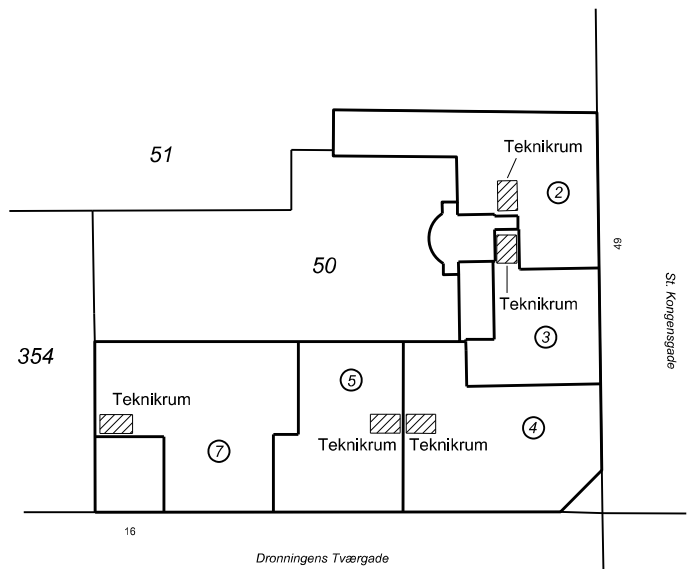 51
Teknikrum
2
49
50
St. Kongensgade
Teknikrum
3
354
5
Teknikrum
4
Teknikrum
Teknikrum
7
16
Dronningens Tværgade